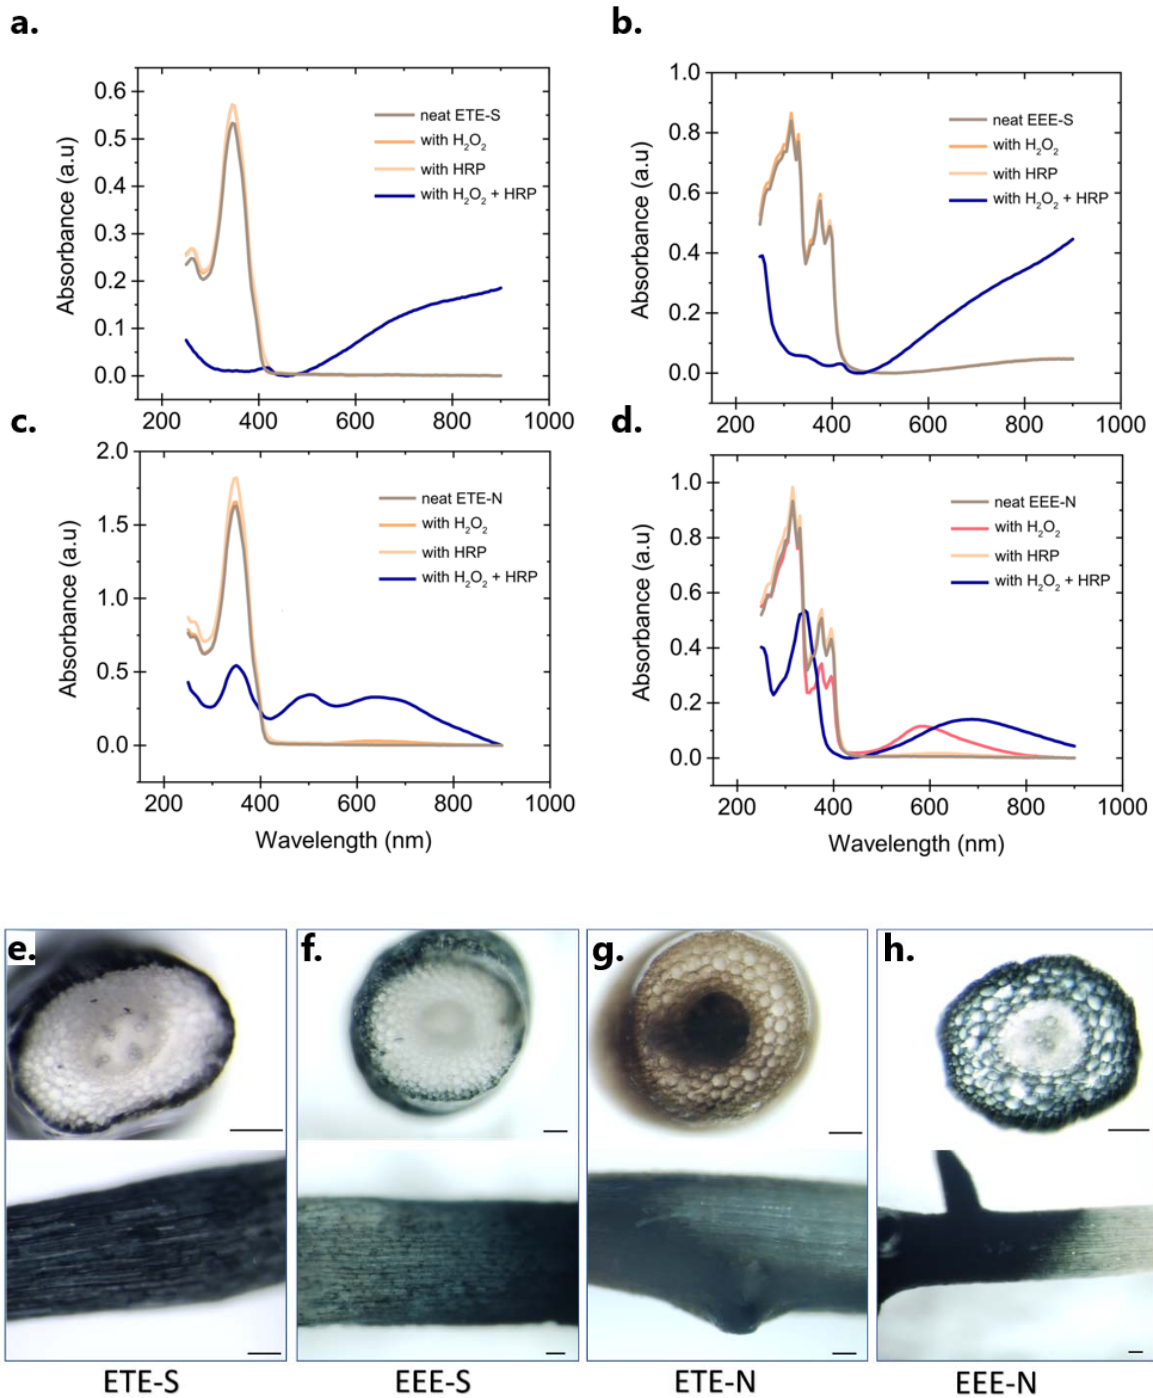 a.
Absorbance (a.u)
0.6
0.5
0.4
0.3
0.2
0.1
0.0
200 400 600 800 1000
neat ETE-S
with H₂O₂
with HRP
with H₂O₂ + HRP
b.
Absorbance (a.u)
1.0
0.8
0.6
0.4
0.2
0.0
200 400 600 800 1000
neat EEE-S
with H₂O₂
with HRP
with H₂O₂ + HRP
c.
Absorbance (a.u)
2.0
1.5
1.0
0.5
0.0
200 400 600 800 1000
Wavelength (nm)
neat ETE-N
with H₂O₂
with HRP
with H₂O₂ + HRP
d.
Absorbance (a.u)
1.0
0.8
0.6
0.4
0.2
0.0
200 400 600 800 1000
Wavelength (nm)
neat EEE-N
with H₂O₂
with HRP
with H₂O₂ + HRP
e.
f.
g.
h.
ETE-S
EEE-S
ETE-N
EEE-N